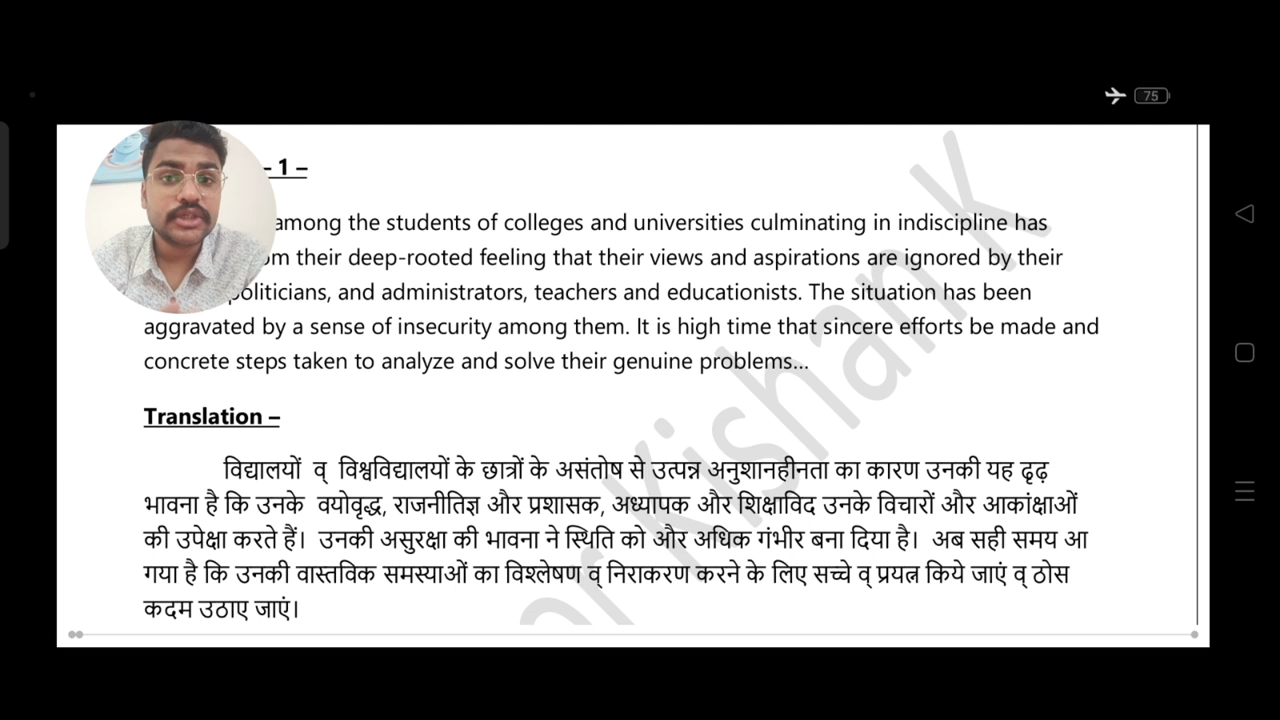 75
– 1 –
among the students of colleges and universities culminating in indiscipline has
their deep-rooted feeling that their views and aspirations are ignored by their
politicians, and administrators, teachers and educationists. The situation has been
aggravated by a sense of insecurity among them. It is high time that sincere efforts be made and
concrete steps taken to analyze and solve their genuine problems...
Translation –
विद्यालयों व् विश्वविद्यालयों के छात्रों के असंतोष से उत्पन्न अनुशानहीनता का कारण उनकी यह दृढ़
भावना है कि उनके वयोवृद्ध, राजनीतिज्ञ और प्रशासक, अध्यापक और शिक्षाविद उनके विचारों और आकांक्षाओं
की उपेक्षा करते हैं। उनकी असुरक्षा की भावना ने स्थिति को और अधिक गंभीर बना दिया है। अब सही समय आ
गया है कि उनकी वास्तविक समस्याओं का विश्लेषण व् निराकरण करने के लिए सच्चे व् प्रयत्न किये जाएं व् ठोस
कदम उठाए जाएं।
Kishan K